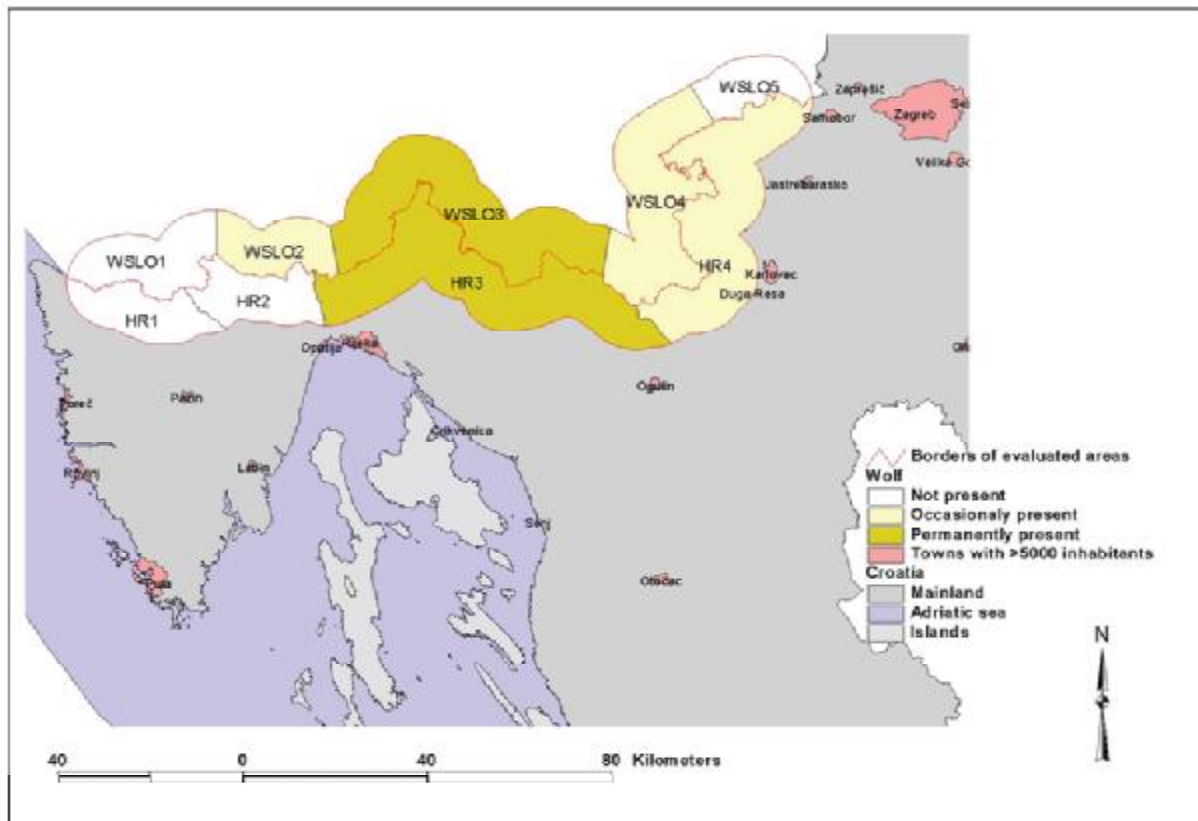 WSLO5
Zaprešić
Zagreb
Ses
Samobor
Velika Go
Jastrebarsko
WSLO4
WSLO3
WSLO2
WSLO1
HR4
Karlovac
Duga Resa
HR3
HR2
HR1
Opatija
Rijeka
Ogulin
Pazin
Poreč
Crikvenica
Labin
Rovinj
Senj
Otočac
Pula
Borders of evaluated areas
Wolf
Not present
Occasionaly present
Permanently present
Towns with >5000 inhabitants
Croatia
Mainland
Adriatic sea
Islands
N
40 0 40 80 Kilometers